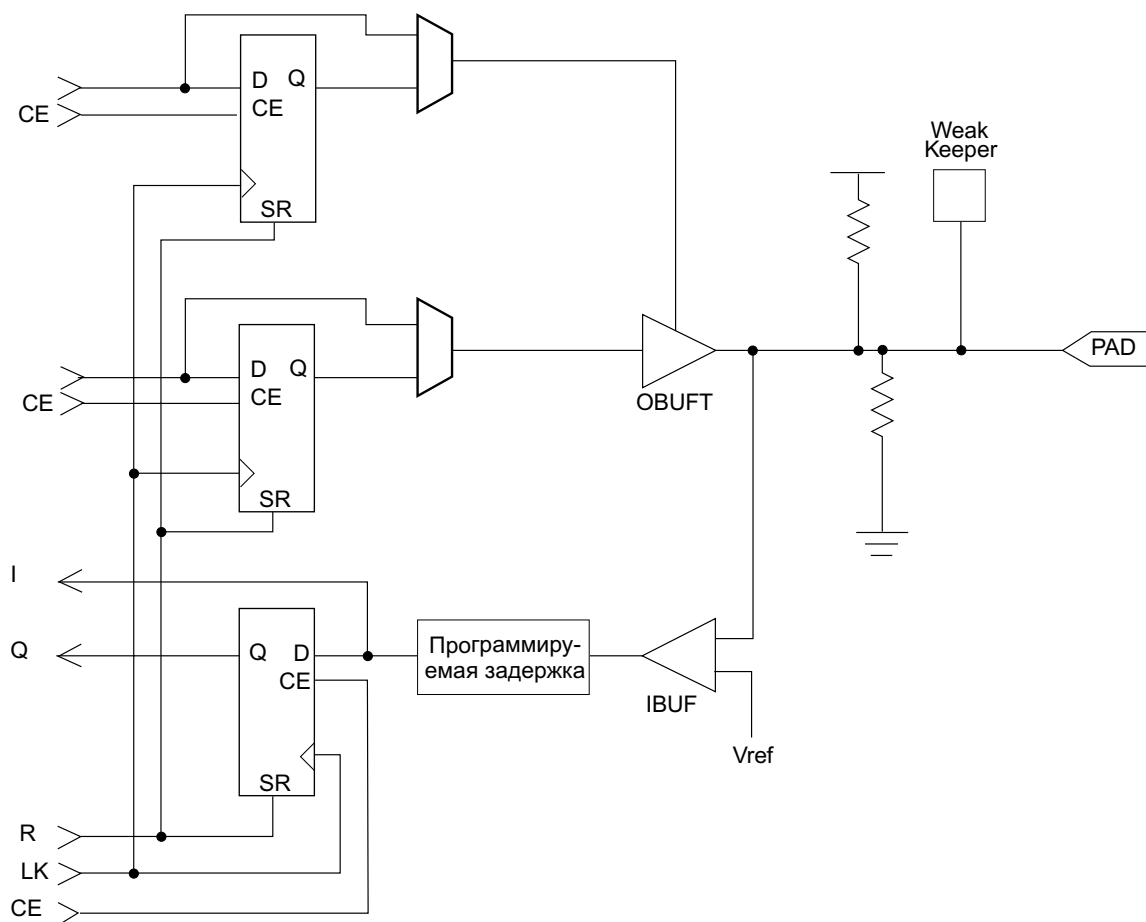 D Q
CE CE
SR
Weak
Keeper
D Q
CE CE
SR
OBUFT
PAD
I
Q
Q D
CE
SR
Программиру-
емая задержка
IBUF
Vref
R
LK
CE